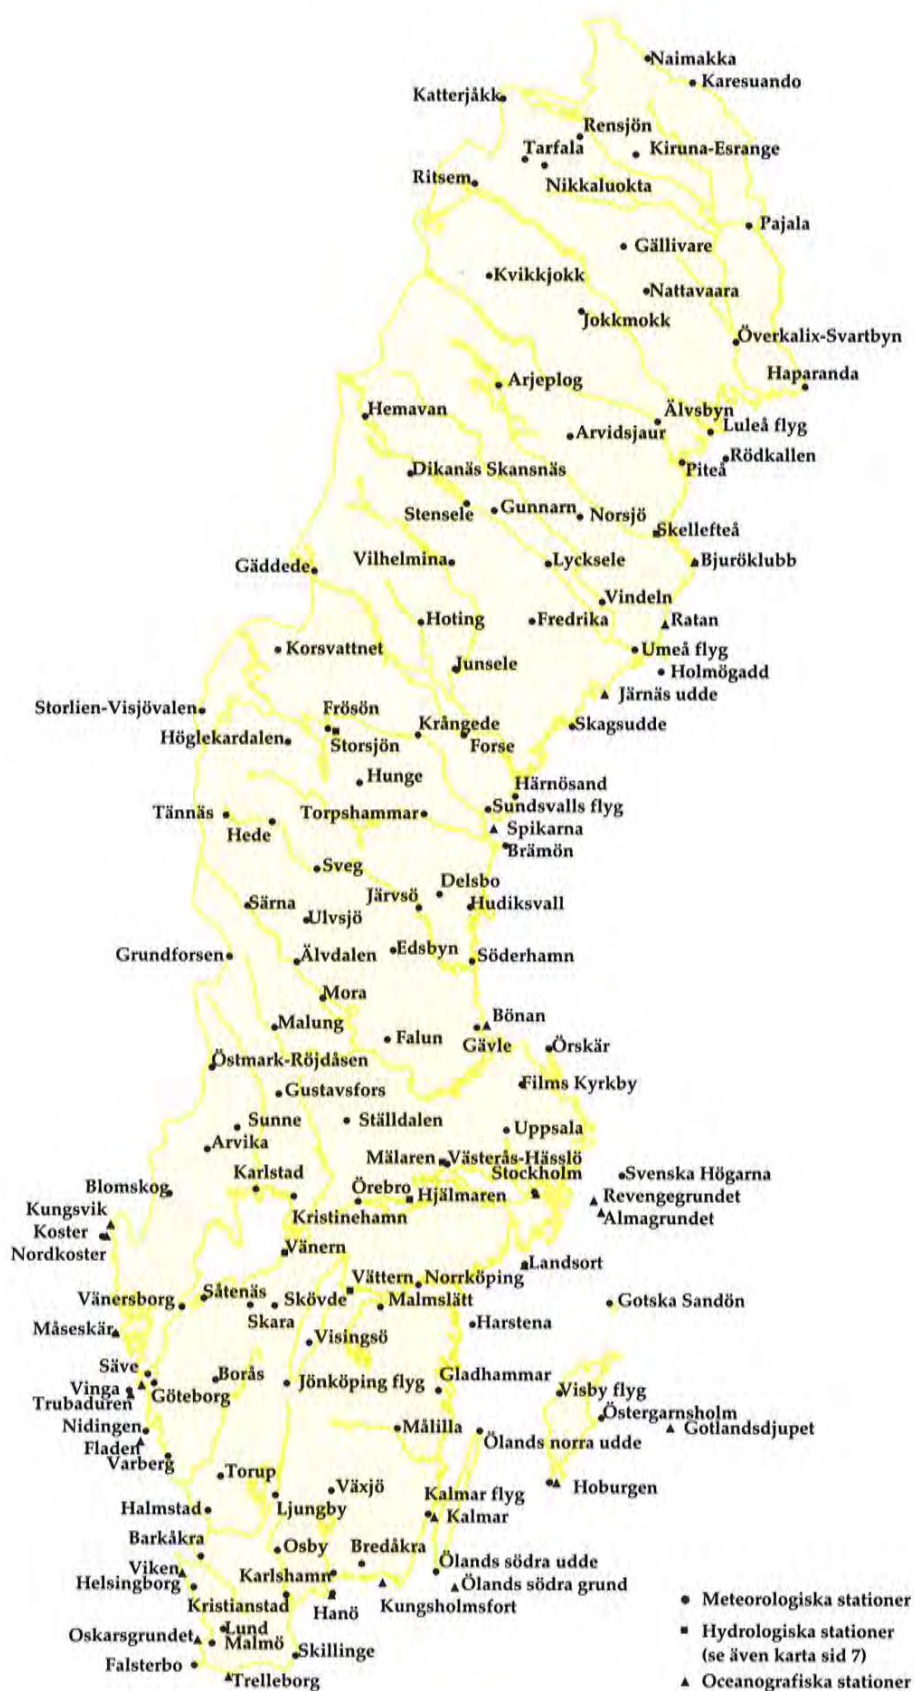 Naimakka
Karesuando
Katterjåkk
Rensjön
Tarfala
Kiruna-Esrange
Ritsem
Nikkaluokta
Pajala
Gällivare
Kvikkjokk
Nattavaara
Jokkmokk
Överkalix-Svartbyn
Haparanda
Arjeplog
Hemavan
Älvsbyn
Luleå flyg
Arvidsjaur
Rödkallen
Piteå
Dikanäs Skansnäs
Stensele
Gunnarn
Norsjö
Skellefteå
Vilhelmina
Lycksele
Bjuröklubb
Gäddede
Vindeln
Hoting
Fredrika
Ratan
Korsvattnet
Umeå flyg
Junsele
Holmögadd
Järnäs udde
Storlien-Visjövalen
Frösön
Krångede
Skagsudde
Höglekardalen
Storsjön
Forse
Hunge
Härnösand
Sundsvalls flyg
Tännäs
Torpshammar
Hede
Spikarna
Brämön
Sveg
Delsbo
Särna
Järvsö
Hudiksvall
Ulvsjö
Grundforsen
Älvdalen
Edsbyn
Söderhamn
Mora
Malung
Bönan
Falun
Gävle
Örskär
Östmark-Röjdåsen
Films Kyrkby
Gustavsfors
Sunne
Ställdalen
Uppsala
Arvika
Mälaren
Västerås-Hässlö
Karlstad
Stockholm
Svenska Högarna
Blomskog
Örebro
Hjälmaren
Revengegrundet
Kungsvik
Kristinehamn
Almagrundet
Koster
Nordkoster
Vänern
Landsort
Vättern
Norrköping
Såtenäs
Vänersborg
Skövde
Malmslätt
Gotska Sandön
Skara
Harstena
Måseskär
Visingsö
Säve
Borås
Jönköping flyg
Gladhammar
Vinga
Göteborg
Visby flyg
Trubaduren
Östergarnsholm
Nidingen
Målilla
Gotlandsdjupet
Fladen
Ölands norra udde
Varberg
Torup
Växjö
Hoburgen
Kalmar flyg
Halmstad
Ljungby
Kalmar
Barkåkra
Osby
Bredåkra
Ölands södra udde
Viken
Karlshamn
Helsingborg
Ölands södra grund
Kristianstad
Hanö
Kungsholmsfort
Lund
Oskarsgrundet
Malmö
Skillinge
Falsterbo
Trelleborg
Meteorologiska stationer
Hydrologiska stationer
(se även karta sid 7)
Oceanografiska stationer